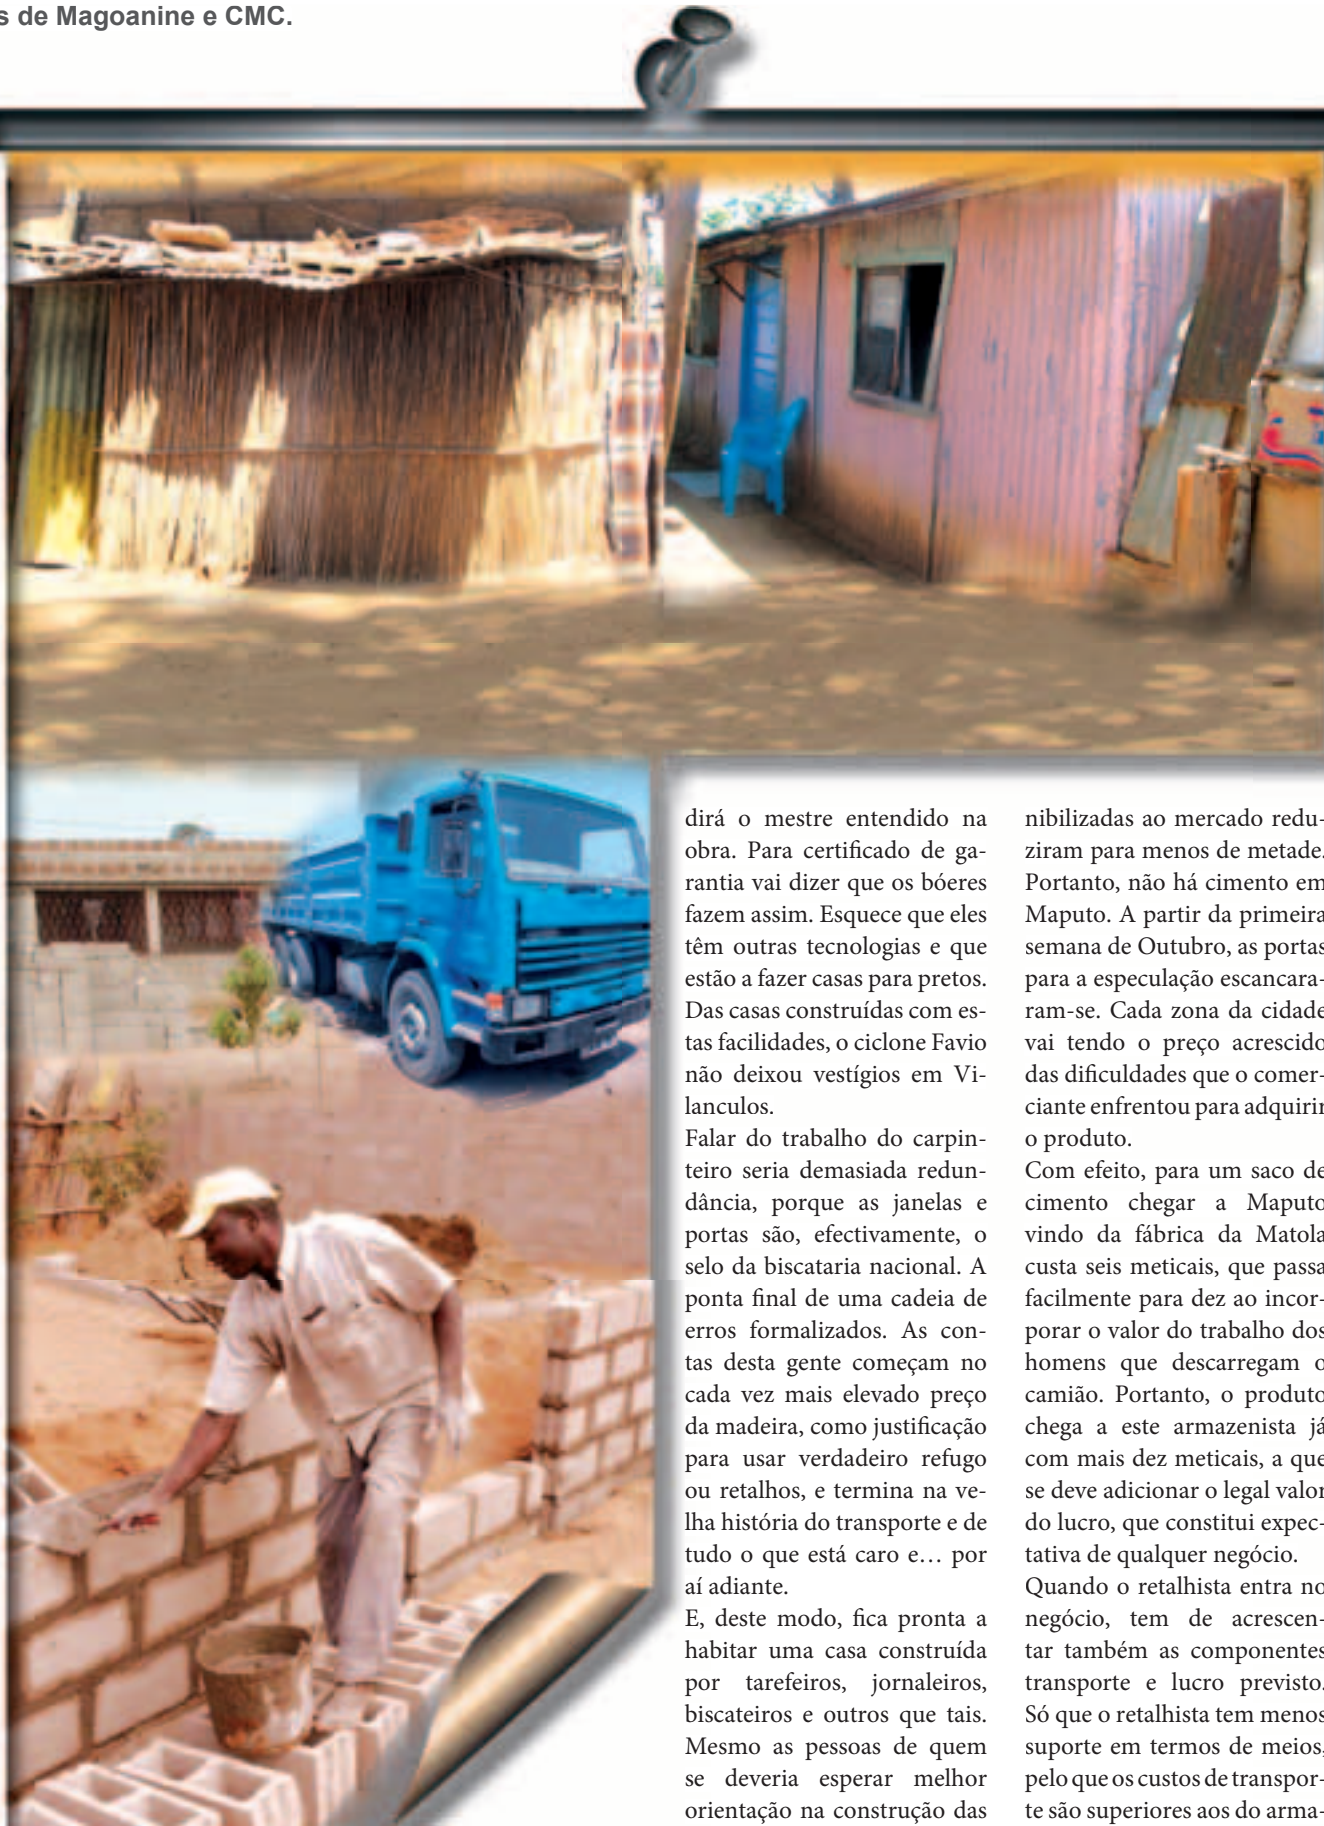 s de Magoanine e CMC.
dirá o mestre entendido na
obra. Para certificado de ga-
rantia vai dizer que os bóeres
fazem assim. Esquece que eles
têm outras tecnologias e que
estão a fazer casas para pretos.
Das casas construídas com es-
tas facilidades, o ciclone Favio
não deixou vestígios em Vi-
lanculos.
Falar do trabalho do carpin-
teiro seria demasiada redun-
dância, porque as janelas e
portas são, efectivamente, o
selo da biscataria nacional. A
ponta final de uma cadeia de
erros formalizados. As con-
tas desta gente começam no
cada vez mais elevado preço
da madeira, como justificação
para usar verdadeiro refugo
ou retalhos, e termina na ve-
lha história do transporte e de
tudo o que está caro e… por
aí adiante.
E, deste modo, fica pronta a
habitar uma casa construída
por tarefeiros, jornaleiros,
biscateiros e outros que tais.
Mesmo as pessoas de quem
se deveria esperar melhor
orientação na construção das
nibilizadas ao mercado redu-
ziram para menos de metade.
Portanto, não há cimento em
Maputo. A partir da primeira
semana de Outubro, as portas
para a especulação escancara-
ram-se. Cada zona da cidade
vai tendo o preço acrescido
das dificuldades que o comer-
ciante enfrentou para adquirir
o produto.
Com efeito, para um saco de
cimento chegar a Maputo
vindo da fábrica da Matola
custa seis meticais, que passa
facilmente para dez ao incor-
porar o valor do trabalho dos
homens que descarregam o
camião. Portanto, o produto
chega a este armazenista já
com mais dez meticais, a que
se deve adicionar o legal valor
do lucro, que constitui expec-
tativa de qualquer negócio.
Quando o retalhista entra no
negócio, tem de acrescen-
tar também as componentes
transporte e lucro previsto.
Só que o retalhista tem menos
suporte em termos de meios,
pelo que os custos de transpor-
te são superiores aos do arma-